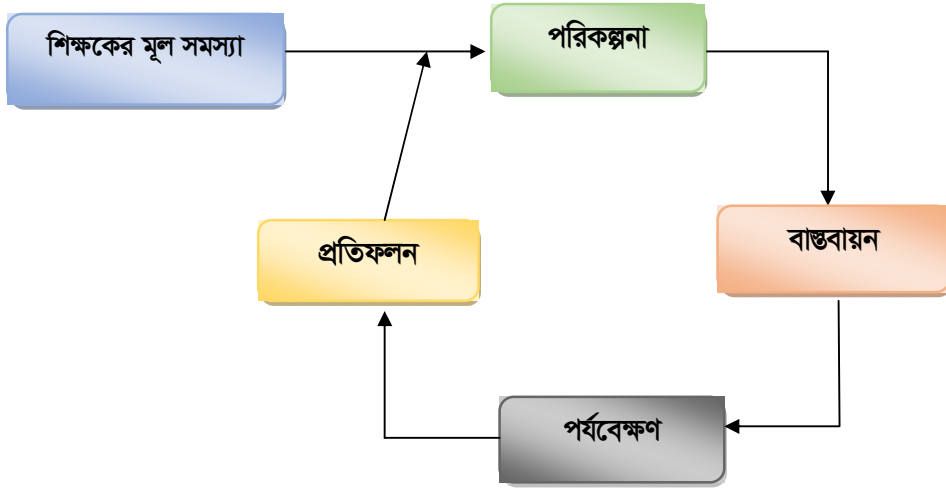 শিক্ষকের মূল সমস্যা
পরিকল্পনা
বাস্তবায়ন
পর্যবেক্ষণ
প্রতিফলন